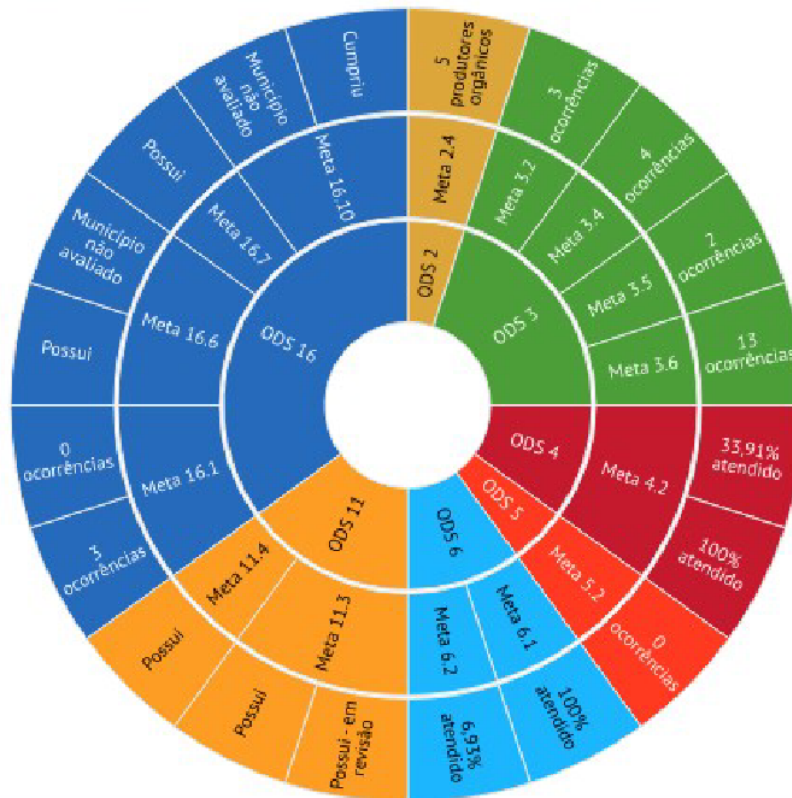 5
produtores
orgânicos
Meta 2.4
ODS 2
3
ocorrências
4
ocorrências
2
ocorrências
13
ocorrências
Meta 3.2
Meta 3.4
Meta 3.5
Meta 3.6
ODS 3
33,91%
atendido
100%
atendido
Meta 4.2
ODS 4
0
ocorrências
Meta 5.2
ODS 5
100%
atendido
6,93%
atendido
Meta 6.1
Meta 6.2
ODS 6
Possui - em
revisão
Possui
Possui
Meta 11.3
Meta 11.4
ODS 11
3
ocorrências
0
ocorrências
Meta 16.1
Possui
Município
não
avaliado
Meta 16.6
Possui
Meta 16.7
Município
não
avaliado
Cumpriu
Meta 16.10
ODS 16